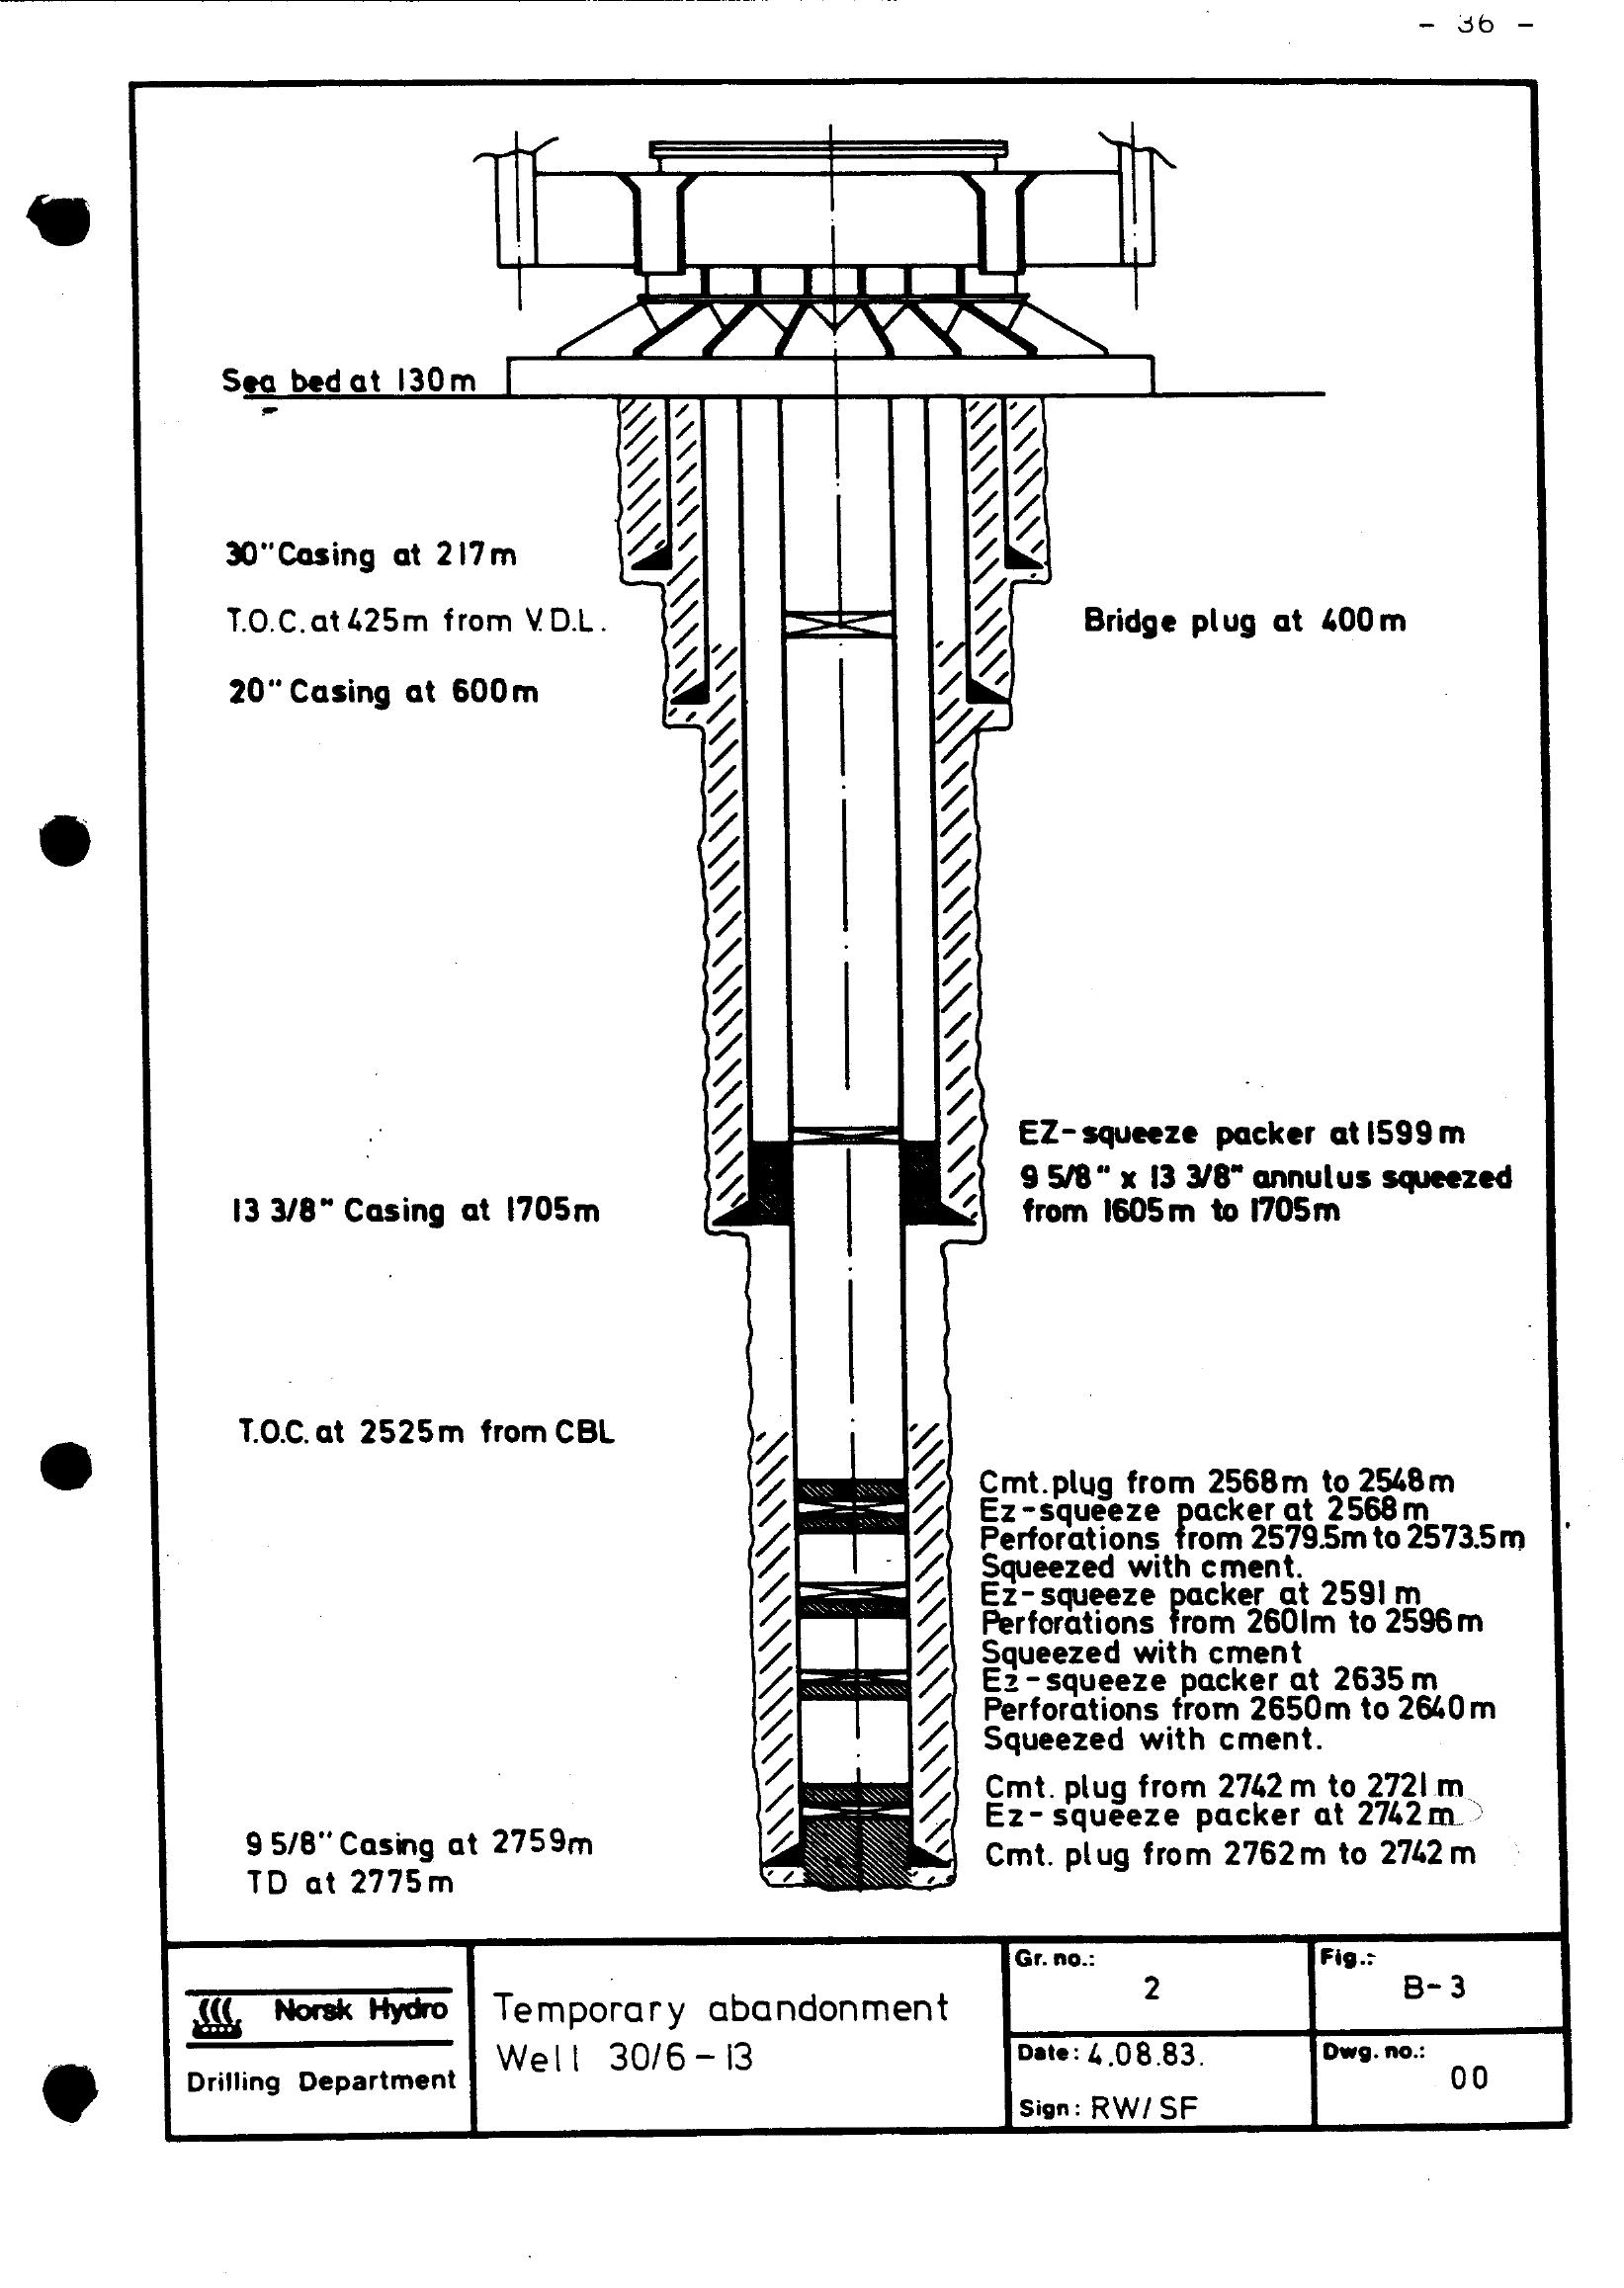 - 36 -
Sea bed at 130m
30" Casing at 217m
T.O.C. at 425m from V.D.L.
Bridge plug at 400m
20" Casing at 600m
EZ-squeeze packer at 1599m
9 5/8" x 13 3/8" annulus squeezed
from 1605m to 1705m
13 3/8" Casing at 1705m
T.O.C. at 2525m from CBL
Cmt. plug from 2568m to 2548m
Ez-squeeze packer at 2568m
Perforations from 2579.5m to 2573.5m
Squeezed with cment.
Ez-squeeze packer at 2591m
Perforations from 2601m to 2596m
Squeezed with cment
Ez-squeeze packer at 2635m
Perforations from 2650m to 2640m
Squeezed with cment.
Cmt. plug from 2742m to 2721m
Ez-squeeze packer at 2742m
Cmt. plug from 2762m to 2742m
9 5/8" Casing at 2759m
TD at 2775m
Norsk Hydro
Drilling Department
Temporary abandonment
Well 30/6-13
Gr. no.:
2
Fig.:
B-3
Date: 4.08.83.
Sign: RW/SF
Dwg. no.:
00